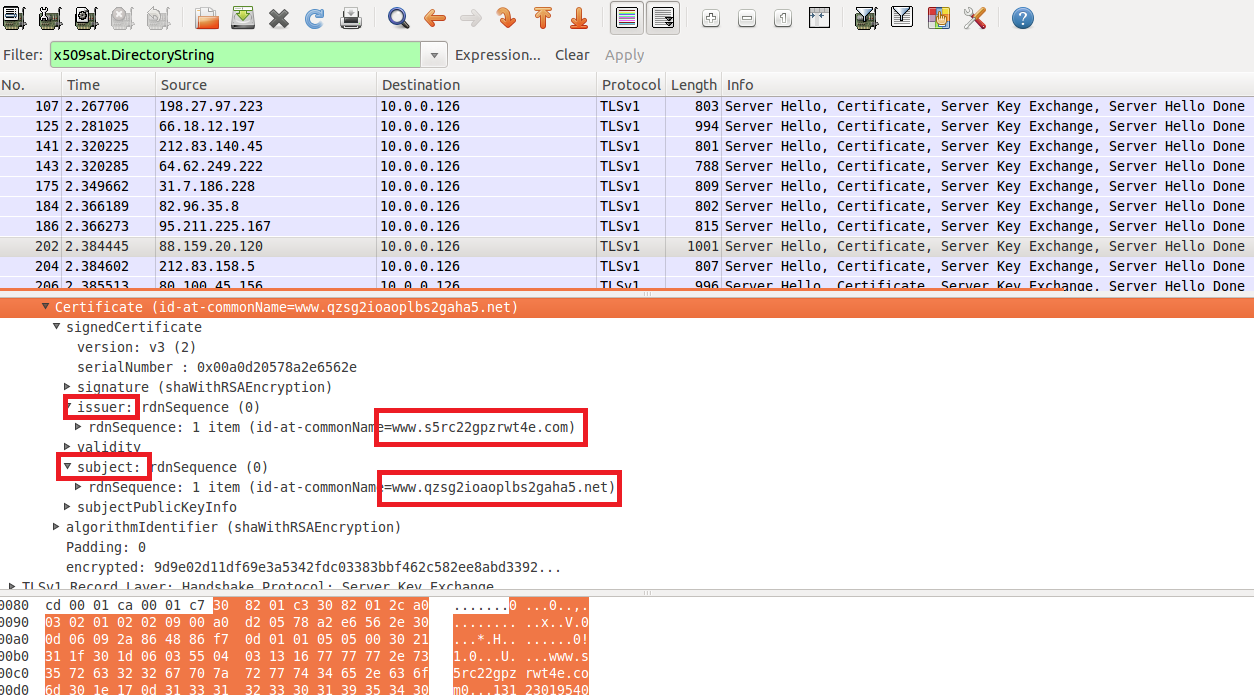 Filter: x509sat.DirectoryString Expression... Clear Apply
No. Time Source Destination Protocol Length Info
107 2.267706 198.27.97.223 10.0.0.126 TLSv1 803 Server Hello, Certificate, Server Key Exchange, Server Hello Done
125 2.281025 66.18.12.197 10.0.0.126 TLSv1 994 Server Hello, Certificate, Server Key Exchange, Server Hello Done
141 2.320225 212.83.140.45 10.0.0.126 TLSv1 801 Server Hello, Certificate, Server Key Exchange, Server Hello Done
143 2.320285 64.62.249.222 10.0.0.126 TLSv1 788 Server Hello, Certificate, Server Key Exchange, Server Hello Done
175 2.349662 31.7.186.228 10.0.0.126 TLSv1 809 Server Hello, Certificate, Server Key Exchange, Server Hello Done
184 2.366189 82.96.35.8 10.0.0.126 TLSv1 802 Server Hello, Certificate, Server Key Exchange, Server Hello Done
186 2.366273 95.211.225.167 10.0.0.126 TLSv1 815 Server Hello, Certificate, Server Key Exchange, Server Hello Done
202 2.384445 88.159.20.120 10.0.0.126 TLSv1 1001 Server Hello, Certificate, Server Key Exchange, Server Hello Done
204 2.384602 212.83.158.5 10.0.0.126 TLSv1 807 Server Hello, Certificate, Server Key Exchange, Server Hello Done
206 2.385513 80.100.45.156 10.0.0.126 TLSv1 996 Server Hello, Certificate, Server Key Exchange, Server Hello Done
Certificate (id-at-commonName=www.qzsg2ioaoplbs2gaha5.net)
signedCertificate
version: v3 (2)
serialNumber : 0x00a0d20578a2e6562e
signature (shaWithRSAEncryption)
issuer: rdnSequence (0)
rdnSequence: 1 item (id-at-commonName=www.s5rc22gpzrwt4e.com)
validity
subject: rdnSequence (0)
rdnSequence: 1 item (id-at-commonName=www.qzsg2ioaoplbs2gaha5.net)
subjectPublicKeyInfo
algorithmIdentifier (shaWithRSAEncryption)
Padding: 0
encrypted: 9d9e02d11df69e3a5342fdc03383bbf462c582ee8abd3392...
TLSv1 Record Layer: Handshake Protocol: Server Key Exchange
0080 cd 00 01 ca 00 01 c7 30 82 01 c3 30 82 01 2c a0 .......0 ...0..,.
0090 03 02 01 02 02 09 00 a0 d2 05 78 a2 e6 56 2e 30 ........ ..x..V.0
00a0 0d 06 09 2a 86 48 86 f7 0d 01 01 05 05 00 30 21 ...*.H.. ......0!
00b0 31 1f 30 1d 06 03 55 04 03 13 16 77 77 77 2e 73 1.0...U. ...www.s
00c0 35 72 63 32 32 67 70 7a 72 77 74 34 65 2e 63 6f 5rc22gpz rwt4e.co
00d0 6d 30 1e 17 0d 31 33 31 32 33 30 31 39 35 34 30 m0...131 23019540